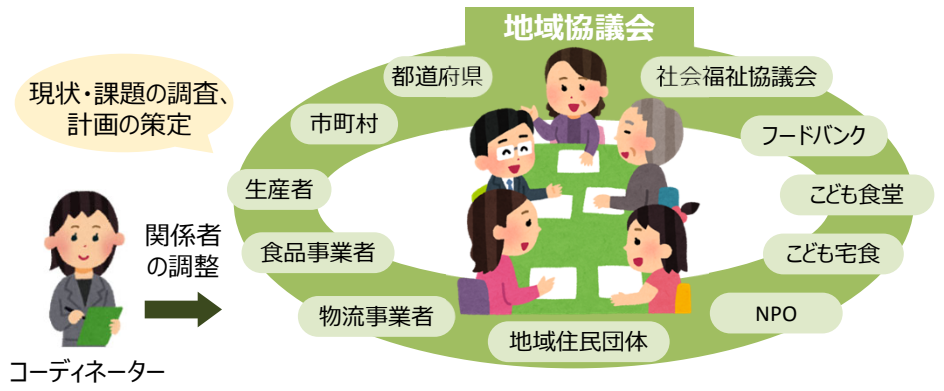 地域協議会
都道府県
社会福祉協議会
現状・課題の調査、
計画の策定
市町村
フードバンク
生産者
こども食堂
関係者
の調整
食品事業者
こども宅食
物流事業者
NPO
地域住民団体
コーディネーター